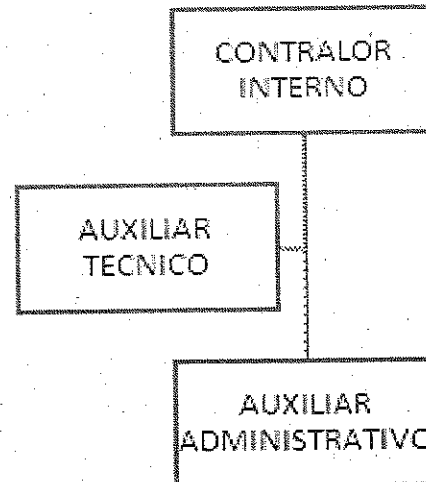 CONTRALOR
INTERNO
AUXILIAR
TECNICO
AUXILIAR
ADMINISTRATIVO